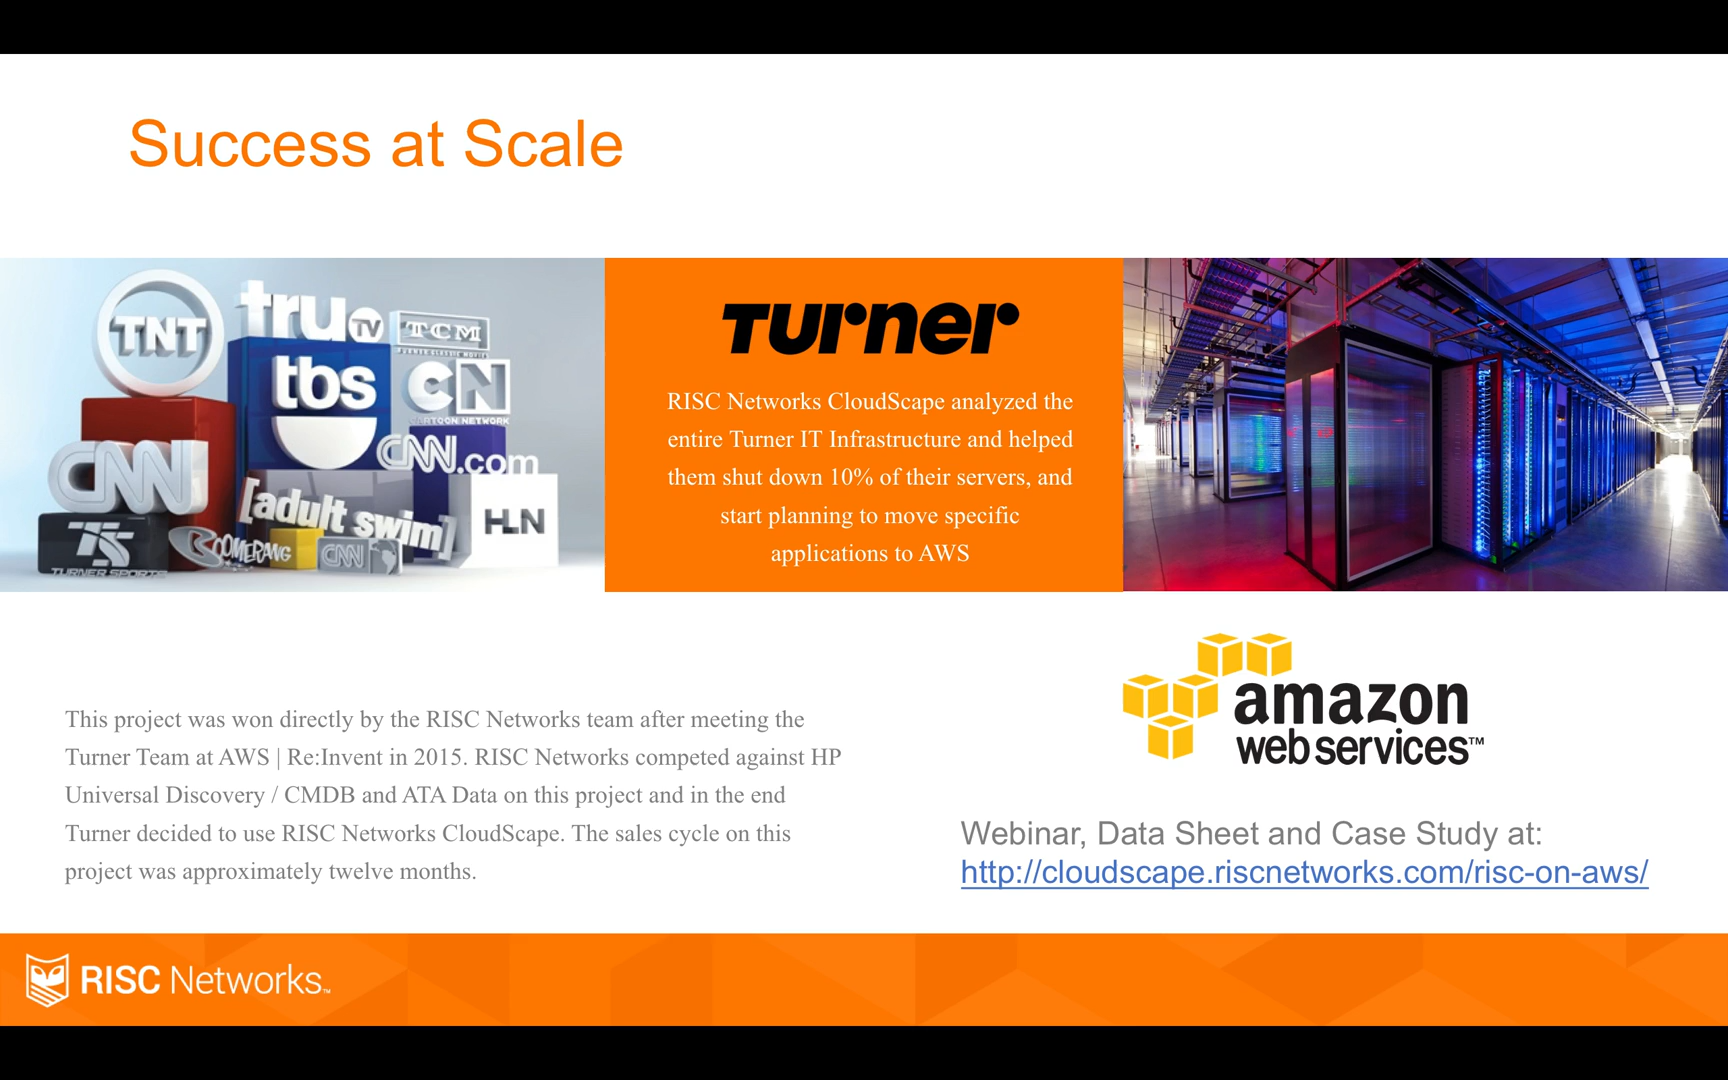 Success at Scale
TNT
truTV
TCM
TURNER CLASSIC MOVIES
tbs
CN
CARTOON NETWORK
CNN
CNN.com
[adult swim]
HLN
TS
TURNER SPORTS
BOOMERANG
CNN
Turner
RISC Networks CloudScape analyzed the
entire Turner IT Infrastructure and helped
them shut down 10% of their servers, and
start planning to move specific
applications to AWS
This project was won directly by the RISC Networks team after meeting the
Turner Team at AWS | Re:Invent in 2015. RISC Networks competed against HP
Universal Discovery / CMDB and ATA Data on this project and in the end
Turner decided to use RISC Networks CloudScape. The sales cycle on this
project was approximately twelve months.
amazon
web services™
Webinar, Data Sheet and Case Study at:
http://cloudscape.riscnetworks.com/risc-on-aws/
RISC Networks™